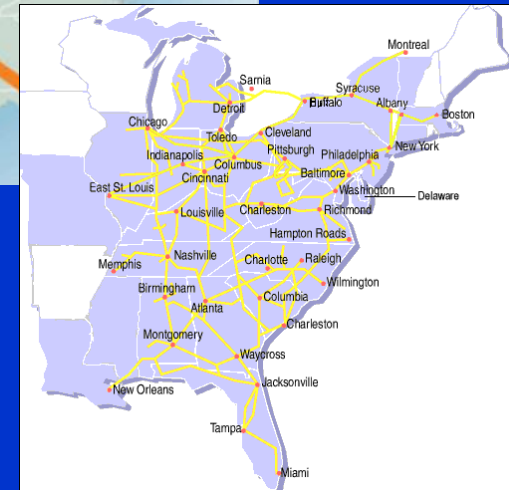 Montreal
Sarnia
Syracuse
Detroit
Buffalo
Albany
Boston
Chicago
Toledo
Cleveland
New York
Pittsburgh
Philadelphia
Indianapolis
Columbus
Baltimore
Cincinnati
East St. Louis
Washington
Delaware
Louisville
Charleston
Richmond
Hampton Roads
Nashville
Charlotte
Raleigh
Memphis
Birmingham
Wilmington
Atlanta
Columbia
Charleston
Montgomery
Waycross
New Orleans
Jacksonville
Tampa
Miami